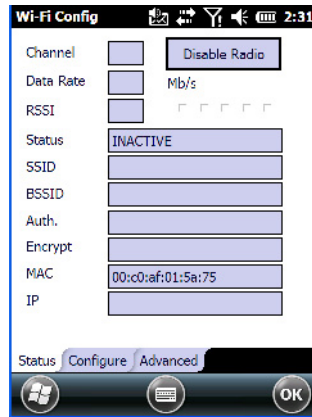 Wi-Fi Config 2:31
Channel Disable Radio
Data Rate Mb/s
RSSI
Status INACTIVE
SSID
BSSID
Auth.
Encrypt
MAC 00:c0:af:01:5a:75
IP
Status Configure Advanced
OK